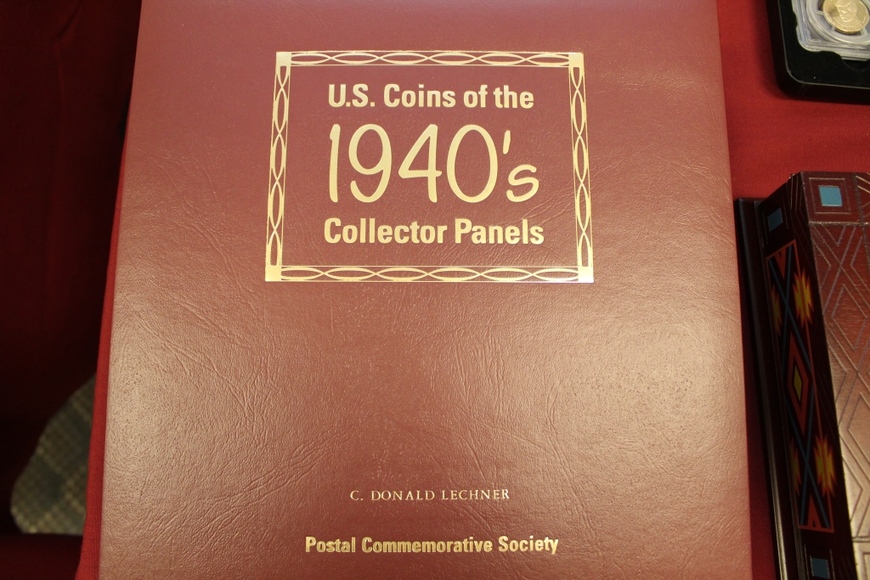 U.S. Coins of the
1940's
Collector Panels
C. DONALD LECHNER
Postal Commemorative Society